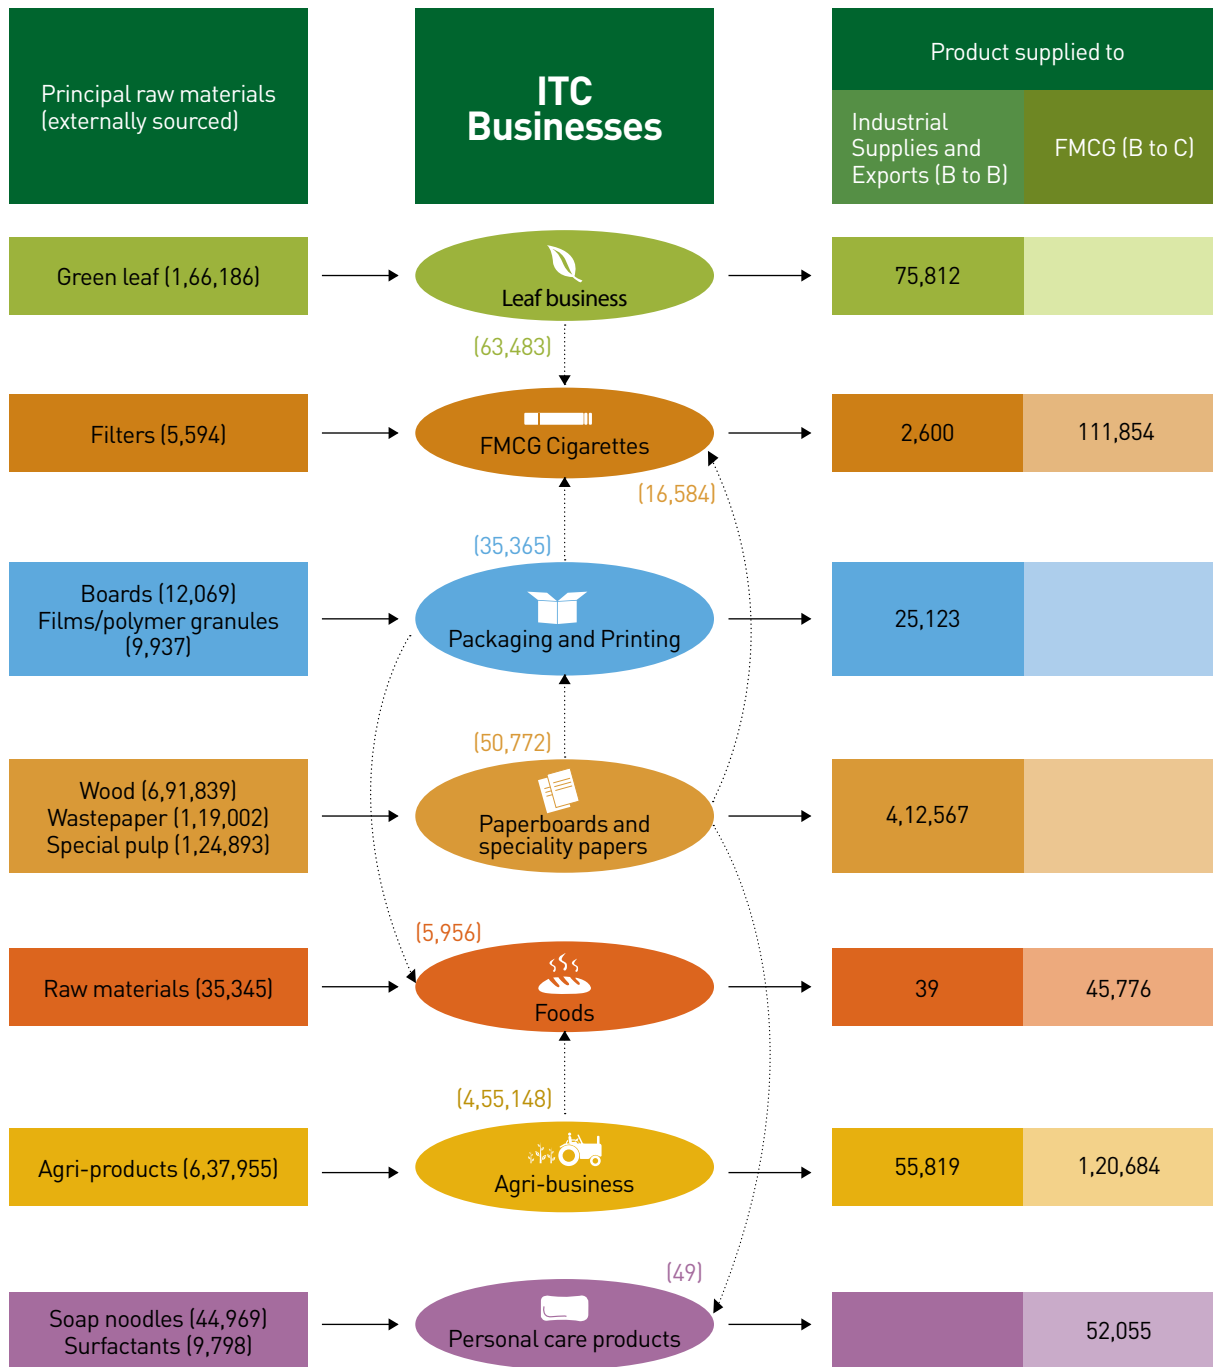 Principal raw materials
(externally sourced)
ITC
Businesses
Product supplied to
Industrial
Supplies and
Exports (B to B)
FMCG (B to C)
Green leaf (1,66,186)
Leaf business
75,812
(63,483)
Filters (5,594)
FMCG Cigarettes
2,600
111,854
(16,584)
(35,365)
Boards (12,069)
Films/polymer granules
(9,937)
Packaging and Printing
25,123
(50,772)
Wood (6,91,839)
Wastepaper (1,19,002)
Special pulp (1,24,893)
Paperboards and
speciality papers
4,12,567
(5,956)
Raw materials (35,345)
Foods
39
45,776
(4,55,148)
Agri-products (6,37,955)
Agri-business
55,819
1,20,684
(49)
Soap noodles (44,969)
Surfactants (9,798)
Personal care products
52,055